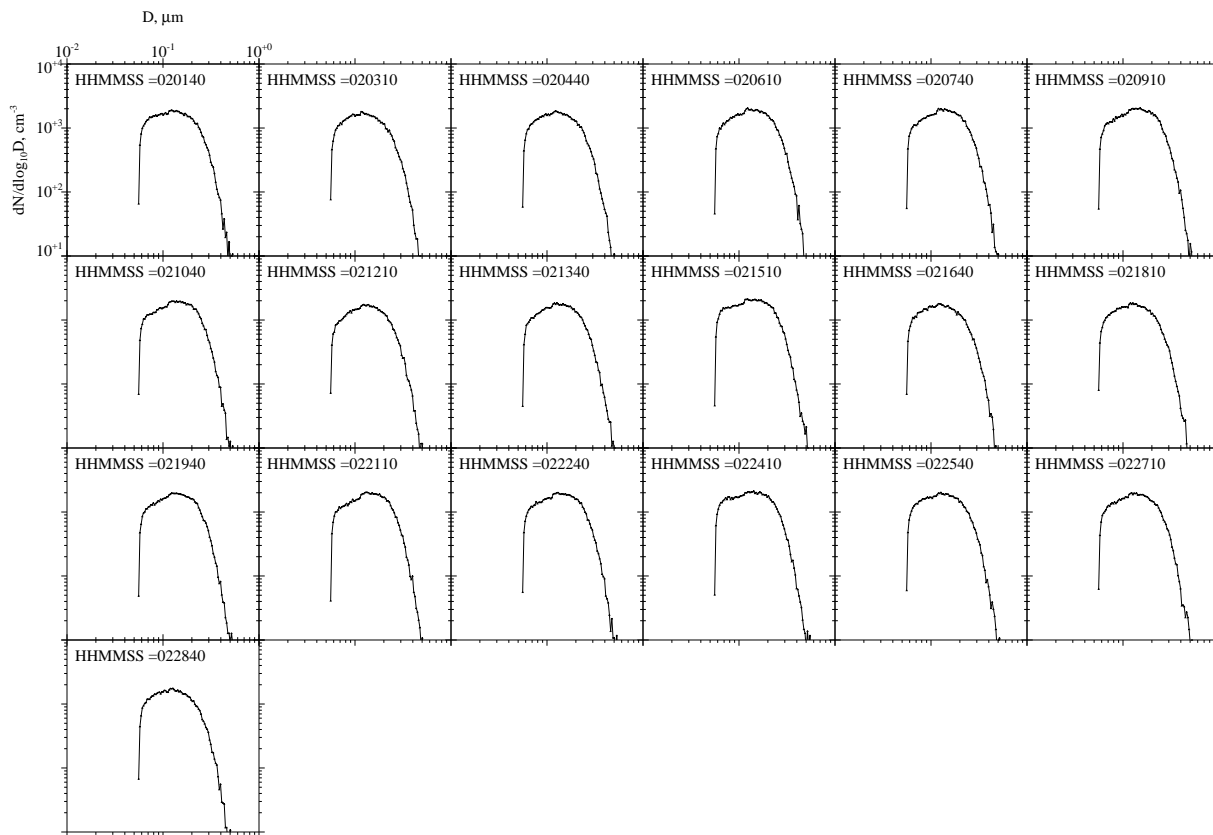 D, μm
10⁻² 10⁻¹ 10⁺⁰
10⁺⁴
10⁺³
10⁺²
10⁺¹
dN/dlog₁₀D, cm⁻³
HHMMSS =020140
HHMMSS =020310
HHMMSS =020440
HHMMSS =020610
HHMMSS =020740
HHMMSS =020910
HHMMSS =021040
HHMMSS =021210
HHMMSS =021340
HHMMSS =021510
HHMMSS =021640
HHMMSS =021810
HHMMSS =021940
HHMMSS =022110
HHMMSS =022240
HHMMSS =022410
HHMMSS =022540
HHMMSS =022710
HHMMSS =022840